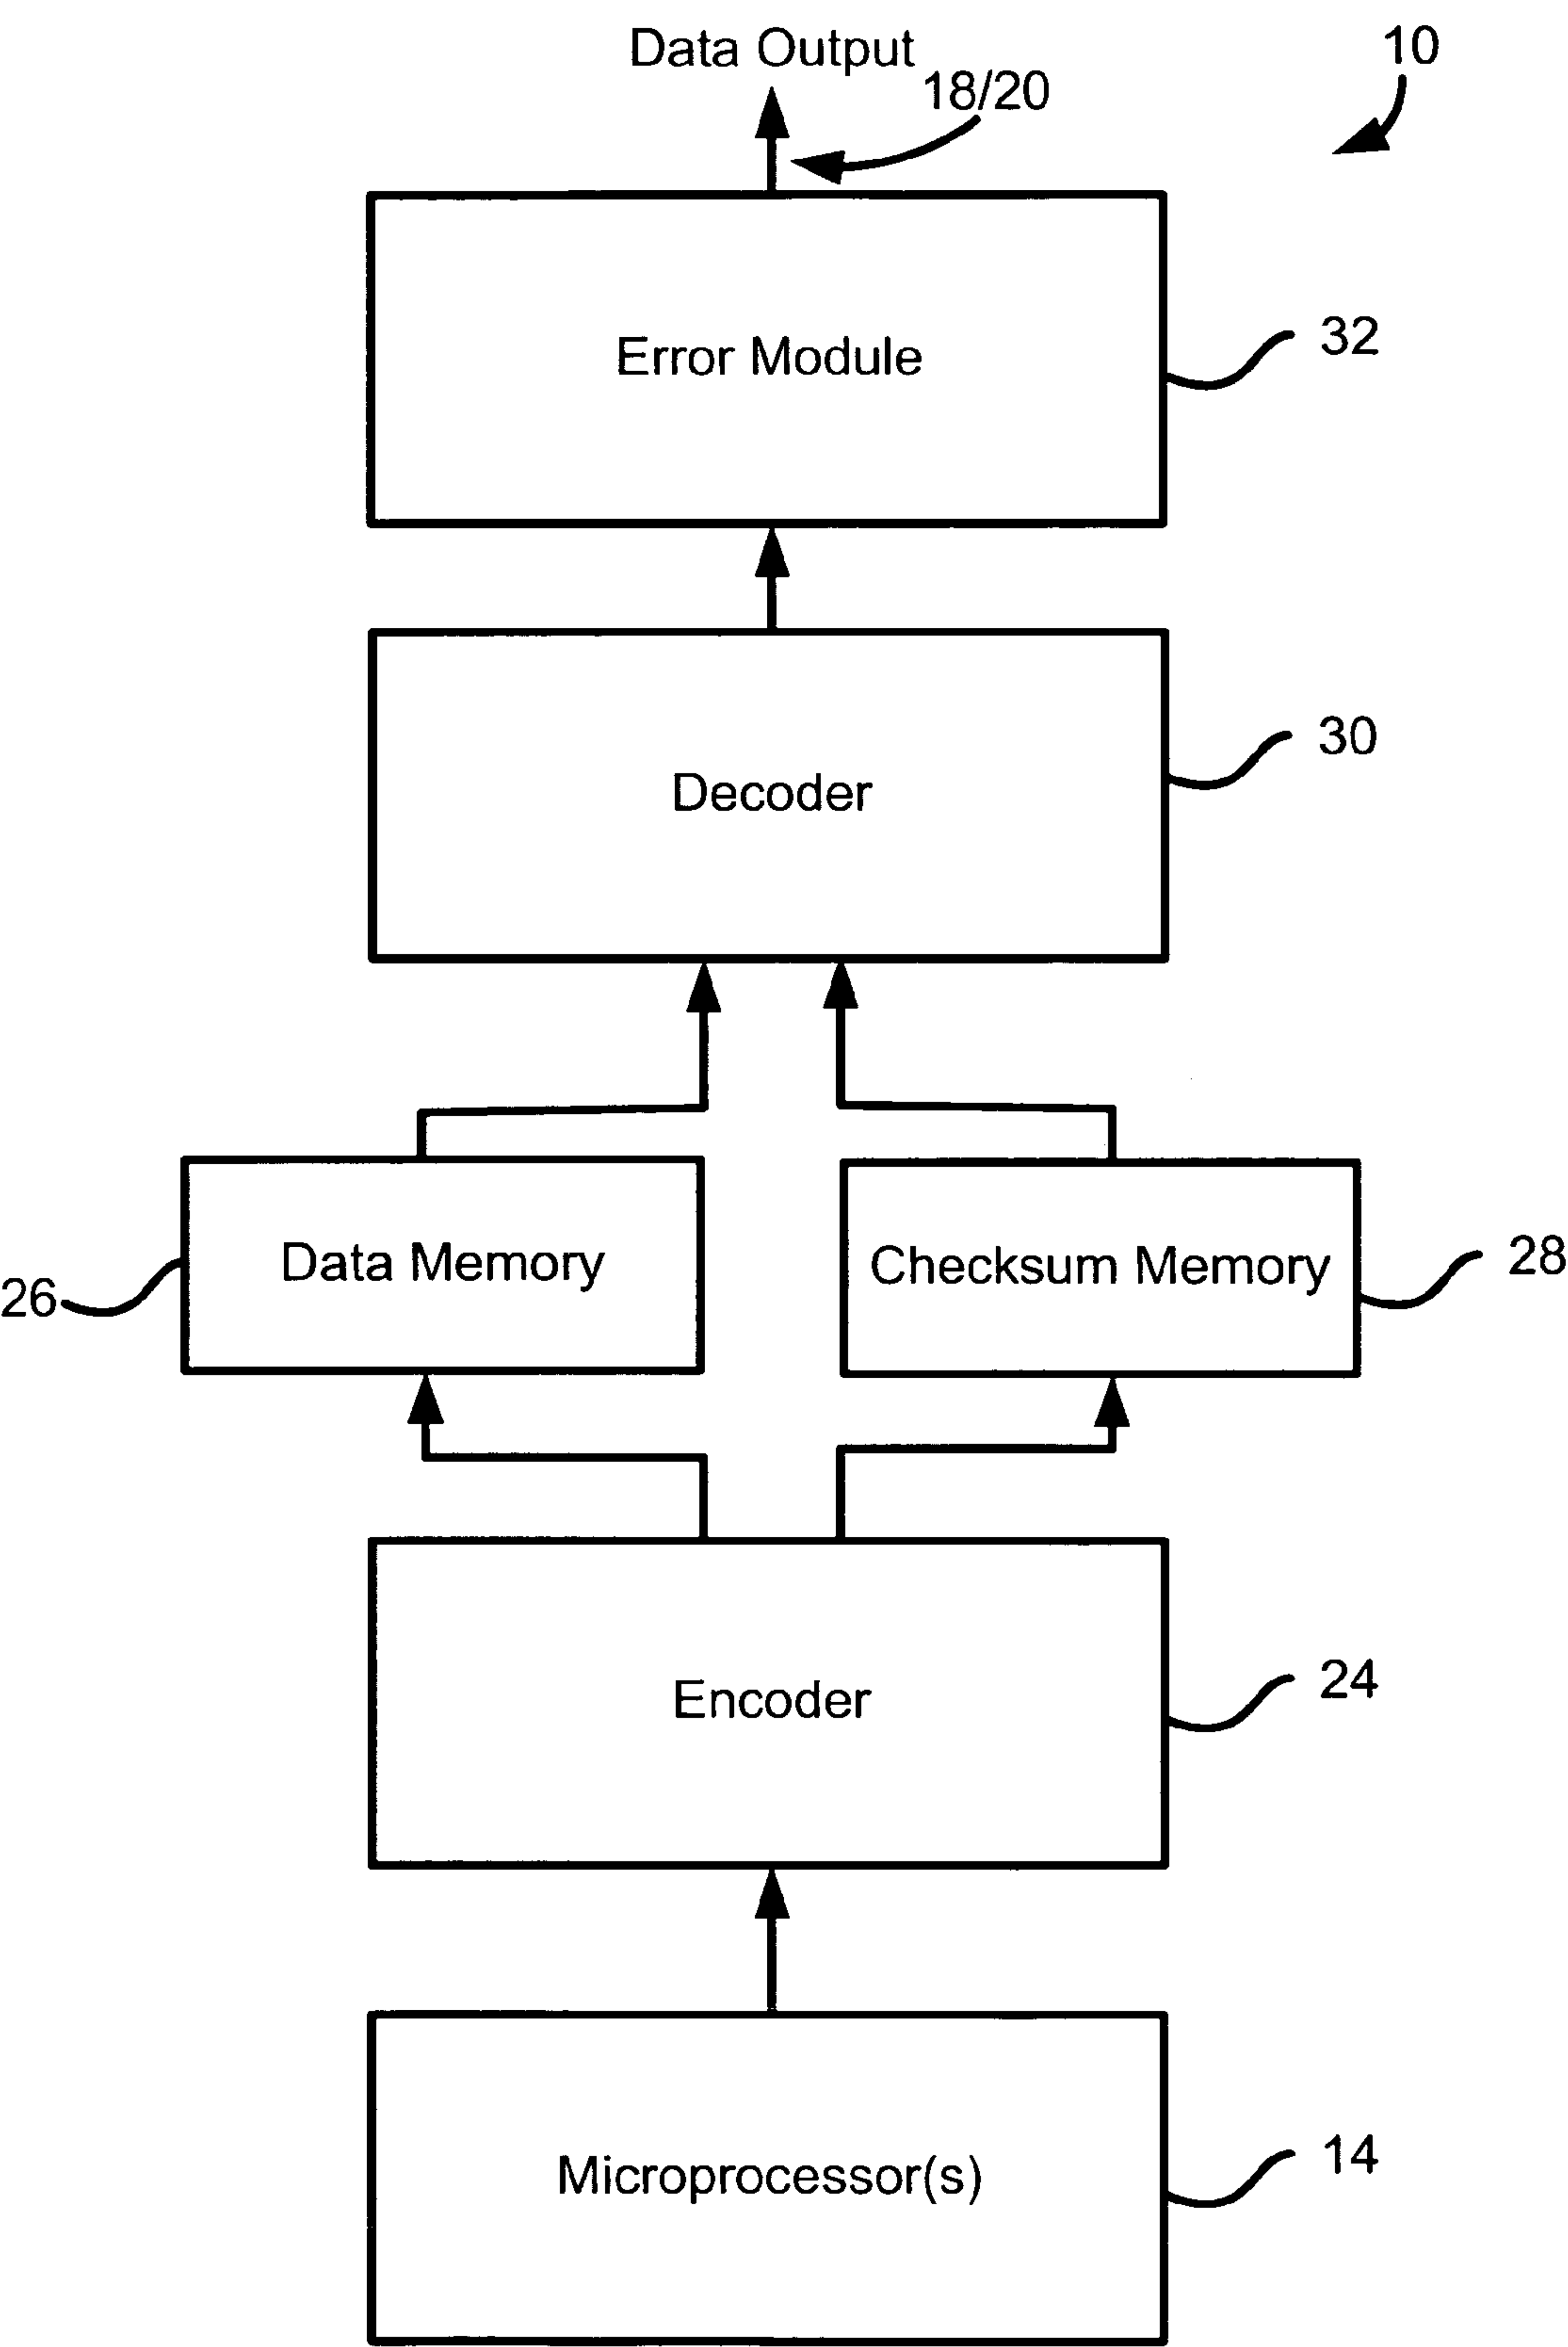 Data Output
10
18/20
Error Module
32
Decoder
30
Data Memory
Checksum Memory
28
26
Encoder
24
Microprocessor(s)
14